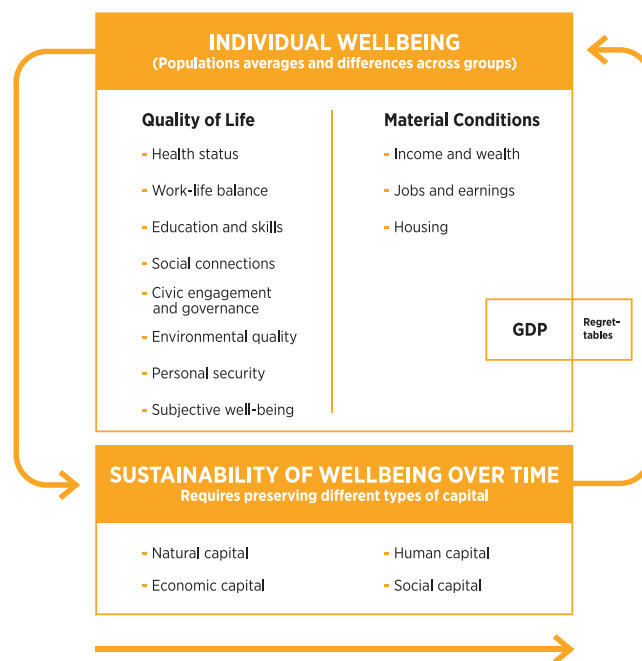 INDIVIDUAL WELLBEING
(Populations averages and differences across groups)
Quality of Life
- Health status
- Work-life balance
- Education and skills
- Social connections
- Civic engagement
and governance
- Environmental quality
- Personal security
- Subjective well-being
Material Conditions
- Income and wealth
- Jobs and earnings
- Housing
GDP
Regret-
tables
SUSTAINABILITY OF WELLBEING OVER TIME
Requires preserving different types of capital
- Natural capital
- Economic capital
- Human capital
- Social capital